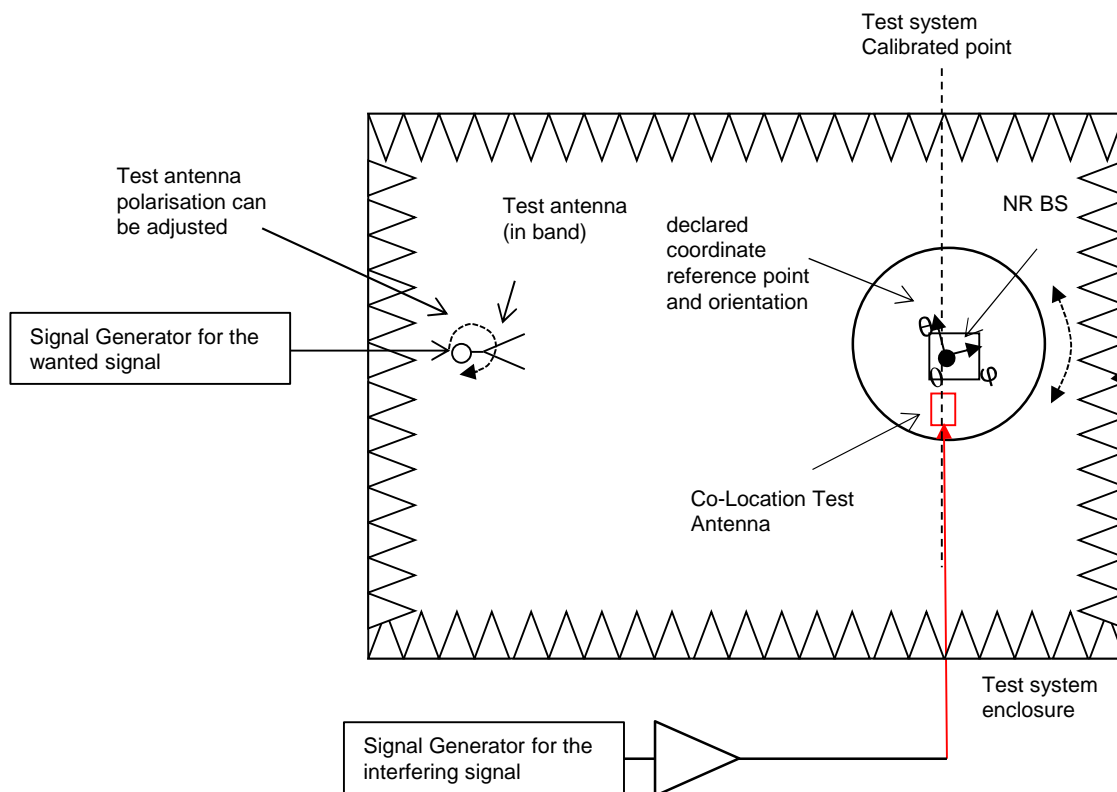 Test system
Calibrated point
Test antenna
polarisation can
be adjusted
Test antenna
(in band)
declared
coordinate
reference point
and orientation
NR BS
Signal Generator for the
wanted signal
θ
θ
φ
Co-Location Test
Antenna
Test system
enclosure
Signal Generator for the
interfering signal